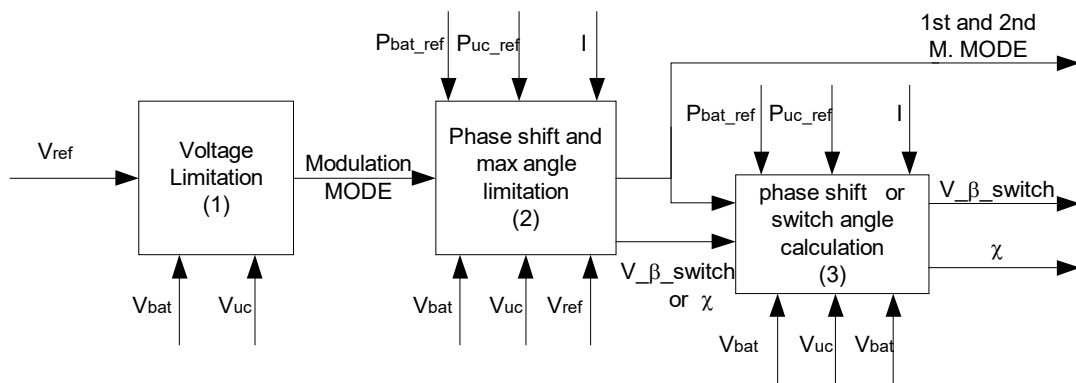 1st and 2nd
M. MODE
Pbat_ref
Puc_ref
I
Pbat_ref
Puc_ref
I
Vref
Voltage
Limitation
(1)
Modulation
MODE
Phase shift and
max angle
limitation
(2)
phase shift or
switch angle
calculation
(3)
V_β_switch
χ
V_β_switch
or χ
Vbat
Vuc
Vbat
Vuc
Vref
Vbat
Vuc
Vbat